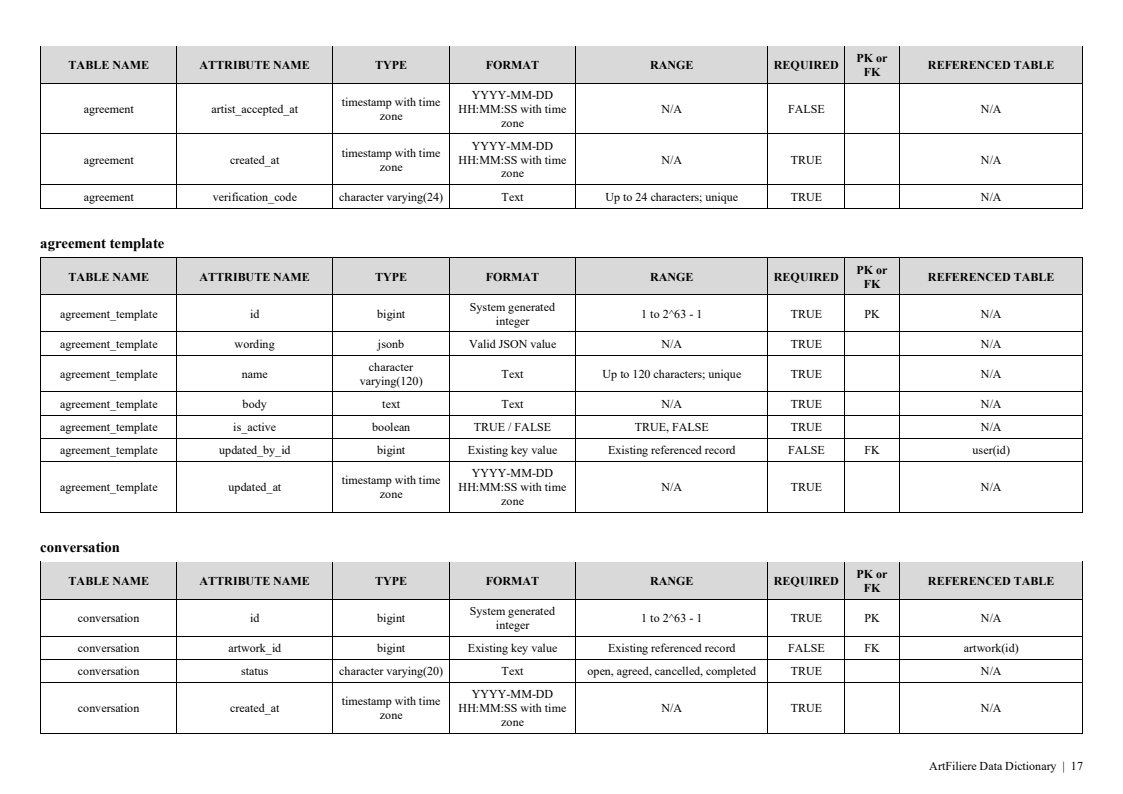 TABLE NAME ATTRIBUTE NAME TYPE FORMAT RANGE REQUIRED PK or FK REFERENCED TABLE
agreement artist_accepted_at timestamp with time zone YYYY-MM-DD HH:MM:SS with time zone N/A FALSE N/A
agreement created_at timestamp with time zone YYYY-MM-DD HH:MM:SS with time zone N/A TRUE N/A
agreement verification_code character varying(24) Text Up to 24 characters; unique TRUE N/A
agreement template
TABLE NAME ATTRIBUTE NAME TYPE FORMAT RANGE REQUIRED PK or FK REFERENCED TABLE
agreement_template id bigint System generated integer 1 to 2^63 - 1 TRUE PK N/A
agreement_template wording jsonb Valid JSON value N/A TRUE N/A
agreement_template name character varying(120) Text Up to 120 characters; unique TRUE N/A
agreement_template body text Text N/A TRUE N/A
agreement_template is_active boolean TRUE / FALSE TRUE, FALSE TRUE N/A
agreement_template updated_by_id bigint Existing key value Existing referenced record FALSE FK user(id)
agreement_template updated_at timestamp with time zone YYYY-MM-DD HH:MM:SS with time zone N/A TRUE N/A
conversation
TABLE NAME ATTRIBUTE NAME TYPE FORMAT RANGE REQUIRED PK or FK REFERENCED TABLE
conversation id bigint System generated integer 1 to 2^63 - 1 TRUE PK N/A
conversation artwork_id bigint Existing key value Existing referenced record FALSE FK artwork(id)
conversation status character varying(20) Text open, agreed, cancelled, completed TRUE N/A
conversation created_at timestamp with time zone YYYY-MM-DD HH:MM:SS with time zone N/A TRUE N/A
ArtFiliere Data Dictionary | 17